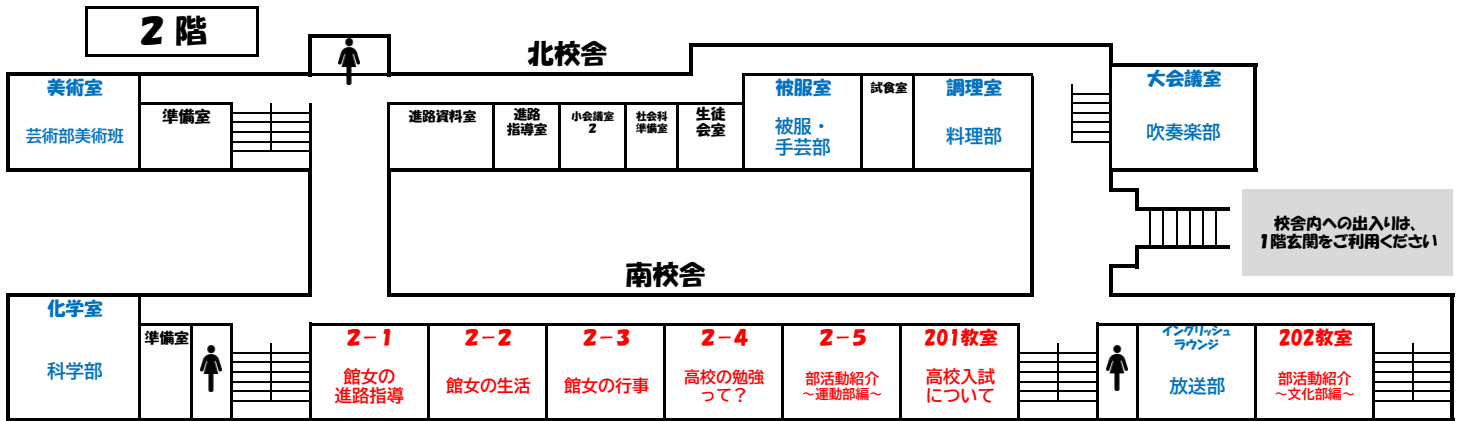 2 階
北校舎
美術室
芸術部美術班
準備室
進路資料室
進路
指導室
小会議室
2
社会科
準備室
生徒
会室
被服室
被服・
手芸部
試食室
調理室
料理部
大会議室
吹奏楽部
校舎内への出入りは、
1階玄関をご利用ください
南校舎
化学室
科学部
準備室
2-1
館女の
進路指導
2-2
館女の生活
2-3
館女の行事
2-4
高校の勉強
って？
2-5
部活動紹介
～運動部編～
201教室
高校入試
について
イングリッシュ
ラウンジ
放送部
202教室
部活動紹介
～文化部編～